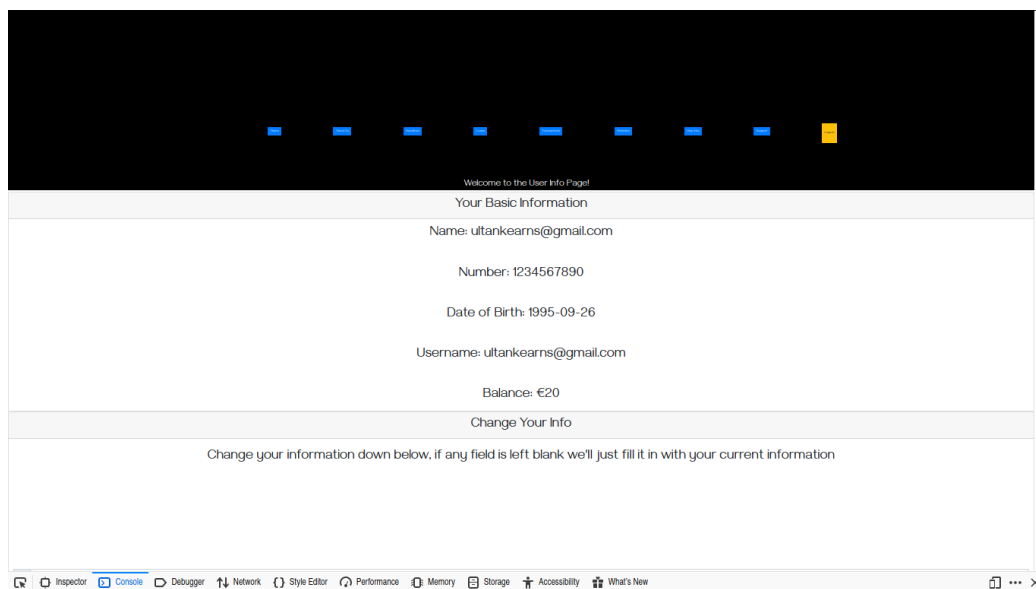 Welcome to the User Info Page!
Your Basic Information
Name: ultankearns@gmail.com
Number: 1234567890
Date of Birth: 1995-09-26
Username: ultankearns@gmail.com
Balance: €20
Change Your Info
Change your information down below, if any field is left blank we'll just fill it in with your current information
Inspector Console Debugger Network Style Editor Performance Memory Storage Accessibility What's New